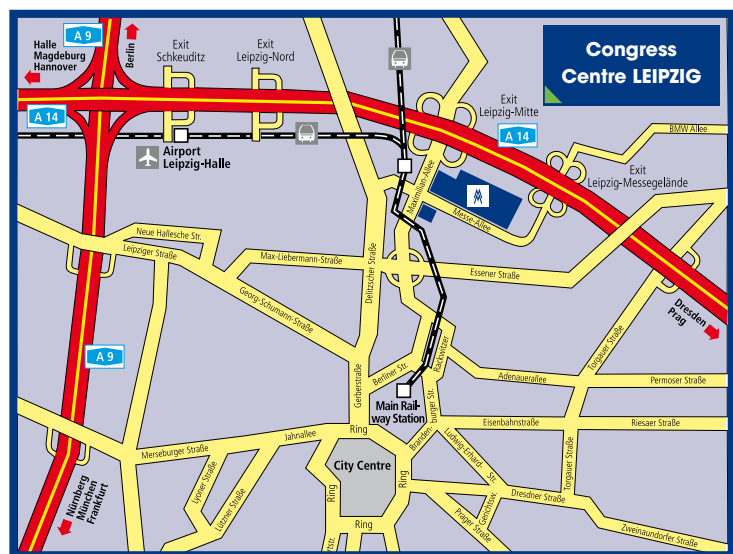 Congress
Centre LEIPZIG
A 9
Halle
Magdeburg
Hannover
Berlin
Exit
Schkeuditz
Exit
Leipzig-Nord
A 14
Airport
Leipzig-Halle
Exit
Leipzig-Mitte
A 14
BMW Allee
Exit
Leipzig-Messegelände
Maximilian-Allee
Messe-Allee
Neue Hallesche Str.
Leipziger Straße
Max-Liebermann-Straße
Delitzscher Straße
Essener Straße
Georg-Schumann-Straße
Dresden
Prag
Torgauer Straße
A 9
Rackwitzer
Berliner Str.
Gerberstraße
Adenauerallee
Permoser Straße
Main Rail-
way Station
Branden-
burger Str.
Eisenbahnstraße
Riesaer Straße
Ring
Jahnallee
Merseburger Straße
Ludwig-Erhard-
Str.
City Centre
Ring
Ring
Ring
Lyoner Straße
Lützner Straße
Torgauer Straße
Dresdner Straße
Gerichtsw.
Prager Straße
Zweinaundorfer Straße
Nürnberg
München
Frankfurt